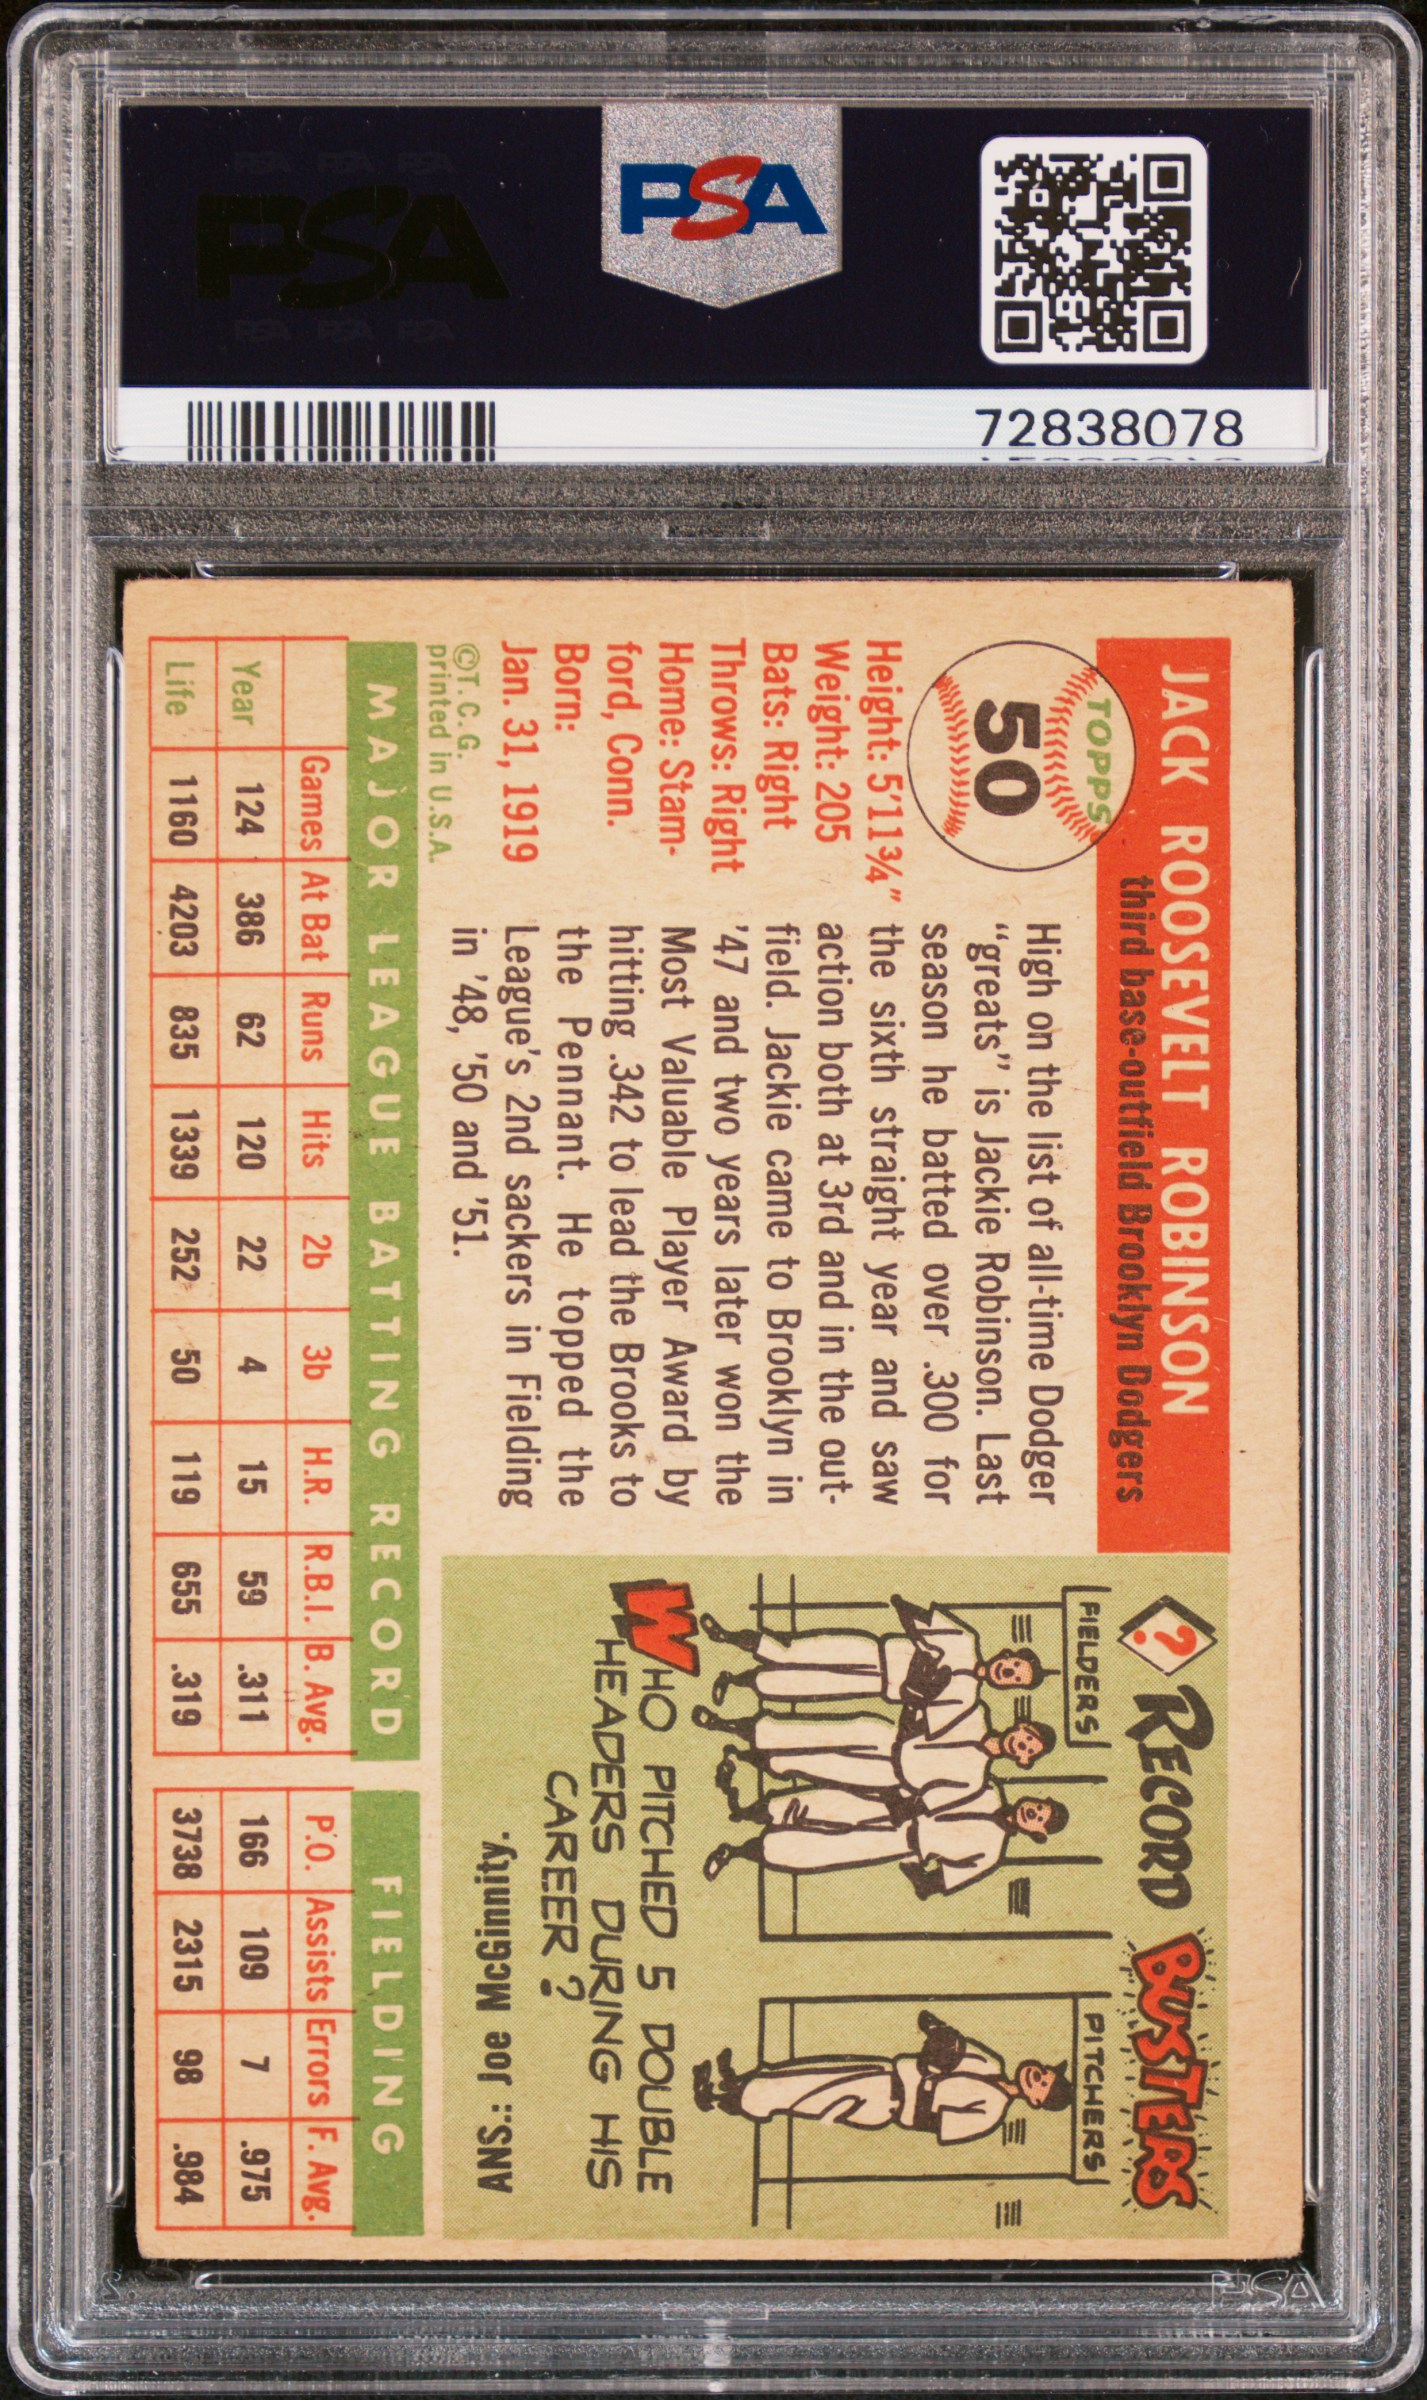 PSA
72838078
JACK ROOSEVELT ROBINSON
third base-outfield Brooklyn Dodgers
TOPPS
50
Height: 5'11¾"
Weight: 205
Bats: Right
Throws: Right
Home: Stam-
ford, Conn.
Born:
Jan. 31, 1919
©T.C.G.
printed in U.S.A.
High on the list of all-time Dodger
“greats” is Jackie Robinson. Last
season he batted over .300 for
the sixth straight year and saw
action both at 3rd and in the out-
field. Jackie came to Brooklyn in
'47 and two years later won the
Most Valuable Player Award by
hitting .342 to lead the Brooks to
the Pennant. He topped the
League's 2nd sackers in Fielding
in '48, '50 and '51.
? RECORD BUSTERS
FIELDERS
PITCHERS
WHO PITCHED 5 DOUBLE
HEADERS DURING HIS
CAREER?
ANS.: Joe McGinnity.
MAJOR LEAGUE BATTING RECORD
FIELDING
Games At Bat Runs Hits 2b 3b H.R. R.B.I. B. Avg. P.O. Assists Errors F. Avg.
Year 124 386 62 120 22 4 15 59 .311 166 109 7 .975
Life 1160 4203 835 1339 252 50 119 655 .319 3738 2315 98 .984
PSA